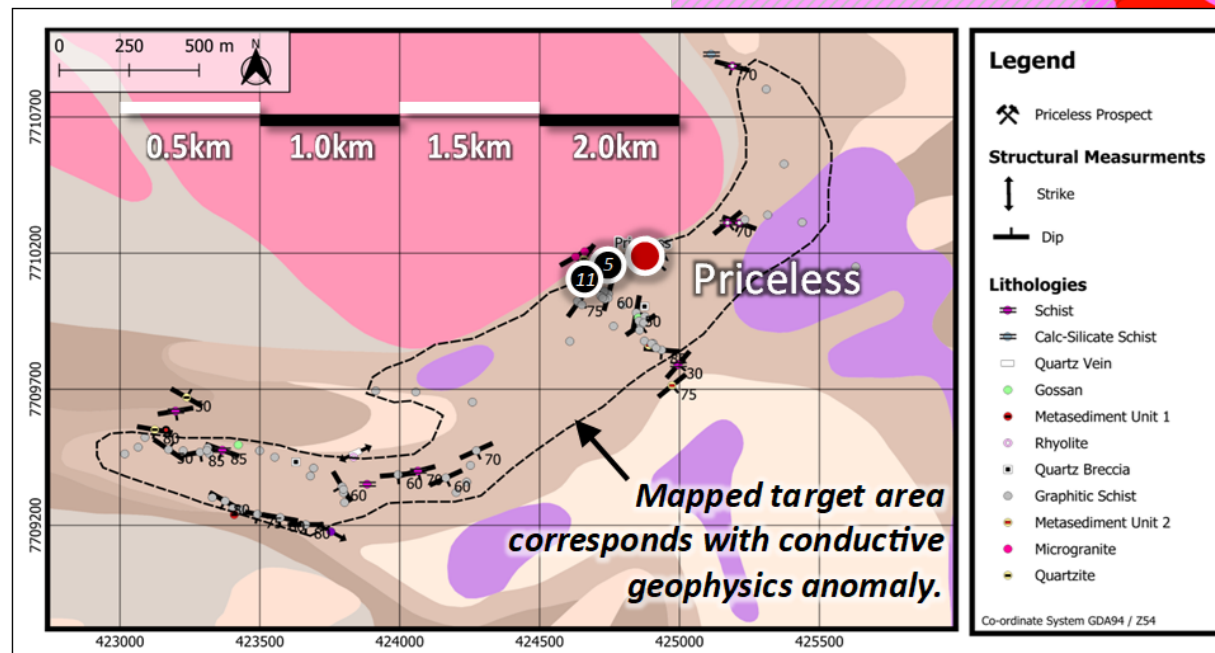 0 250 500 m
N
0.5km 1.0km 1.5km 2.0km
7710700
7710200
7709700
7709200
70
70
11
5
Priceless
75
60
30
30
75
30
80
50
85
85
60
60
70
60
70
80
75
80
Mapped target area
corresponds with conductive
geophysics anomaly.
423000 423500 424000 424500 425000 425500
Legend
Priceless Prospect
Structural Measurments
Strike
Dip
Lithologies
Schist
Calc-Silicate Schist
Quartz Vein
Gossan
Metasediment Unit 1
Rhyolite
Quartz Breccia
Graphitic Schist
Metasediment Unit 2
Microgranite
Quartzite
Co-ordinate System GDA94 / Z54